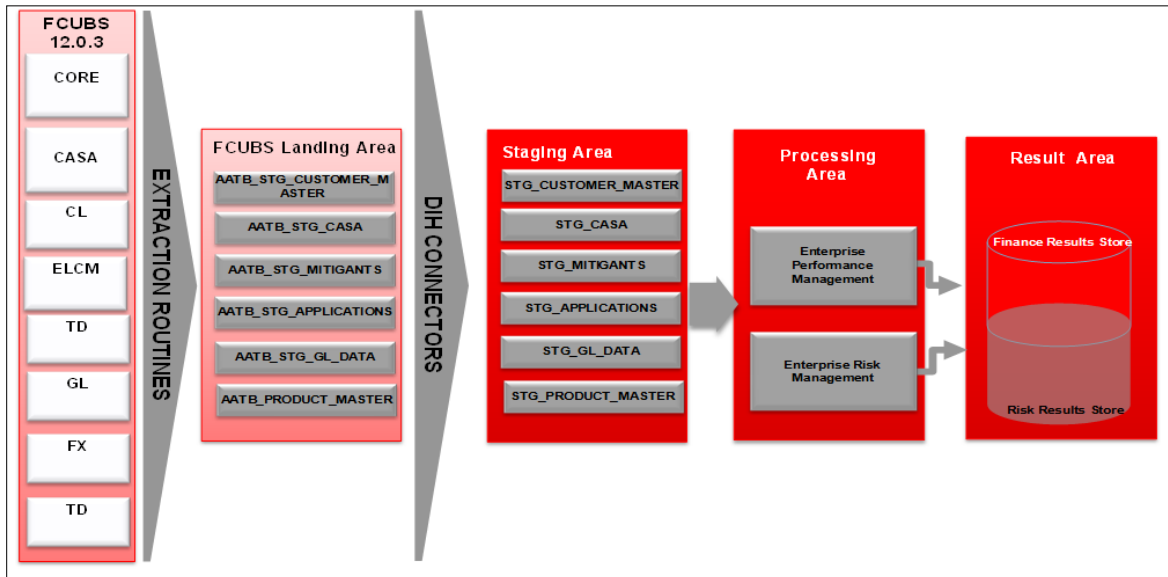 FCUBS
12.0.3
CORE
CASA
CL
ELCM
TD
GL
FX
TD
EXTRACTION ROUTINES
FCUBS Landing Area
AATB_STG_CUSTOMER_M
ASTER
AATB_STG_CASA
AATB_STG_MITIGANTS
AATB_STG_APPLICATIONS
AATB_STG_GL_DATA
AATB_PRODUCT_MASTER
DIH CONNECTORS
Staging Area
STG_CUSTOMER_MASTER
STG_CASA
STG_MITIGANTS
STG_APPLICATIONS
STG_GL_DATA
STG_PRODUCT_MASTER
Processing
Area
Enterprise
Performance
Management
Enterprise Risk
Management
Result Area
Finance Results Store
Risk Results Store